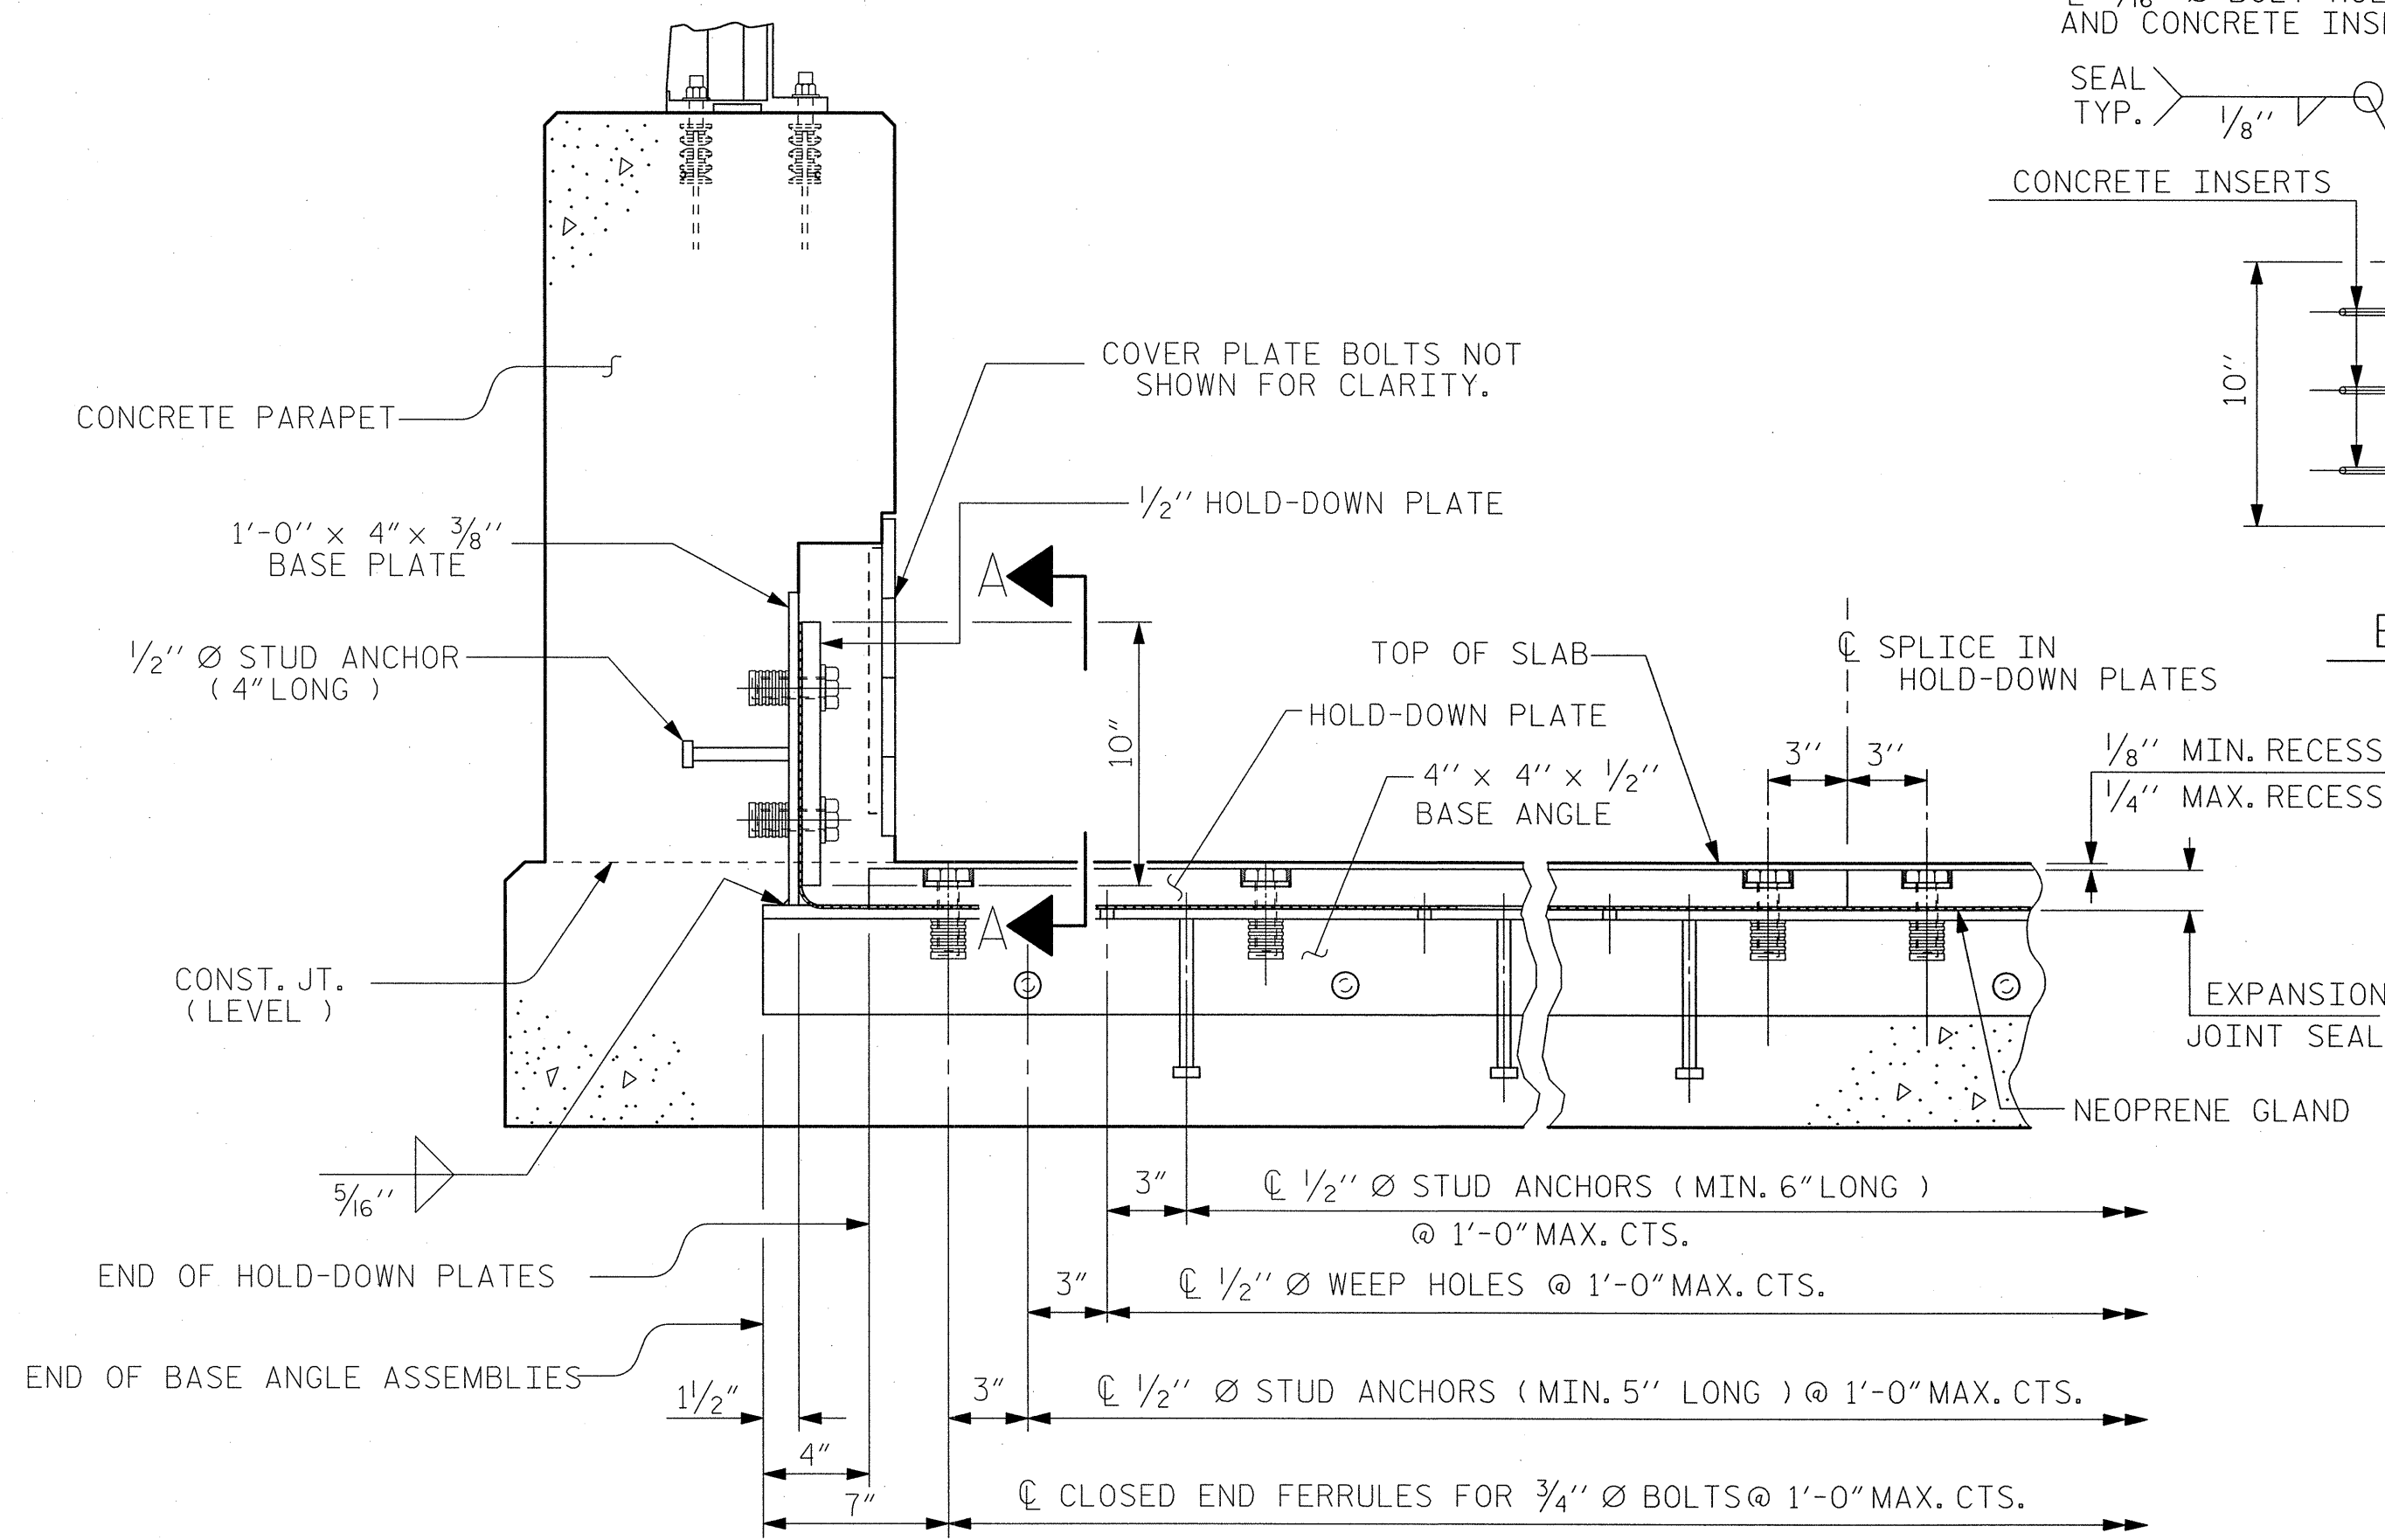 AND CONCRETE INSE
SEAL
TYP.
1/8"
CONCRETE INSERTS
10"
COVER PLATE BOLTS NOT
SHOWN FOR CLARITY.
CONCRETE PARAPET
1/2" HOLD-DOWN PLATE
1'-0" x 4" x 3/8"
BASE PLATE
A
1/2" Ø STUD ANCHOR
( 4" LONG )
10"
TOP OF SLAB
℄ SPLICE IN
HOLD-DOWN PLATES
HOLD-DOWN PLATE
4" x 4" x 1/2"
BASE ANGLE
3" 3"
1/8" MIN. RECESS
1/4" MAX. RECESS
A
CONST. JT.
( LEVEL )
EXPANSION
JOINT SEAL
NEOPRENE GLAND
5/16"
3" ℄ 1/2" Ø STUD ANCHORS ( MIN. 6" LONG )
@ 1'-0" MAX. CTS.
END OF HOLD-DOWN PLATES
3" ℄ 1/2" Ø WEEP HOLES @ 1'-0" MAX. CTS.
END OF BASE ANGLE ASSEMBLIES
1 1/2" 3" ℄ 1/2" Ø STUD ANCHORS ( MIN. 5" LONG ) @ 1'-0" MAX. CTS.
4"
7" ℄ CLOSED END FERRULES FOR 3/4" Ø BOLTS @ 1'-0" MAX. CTS.